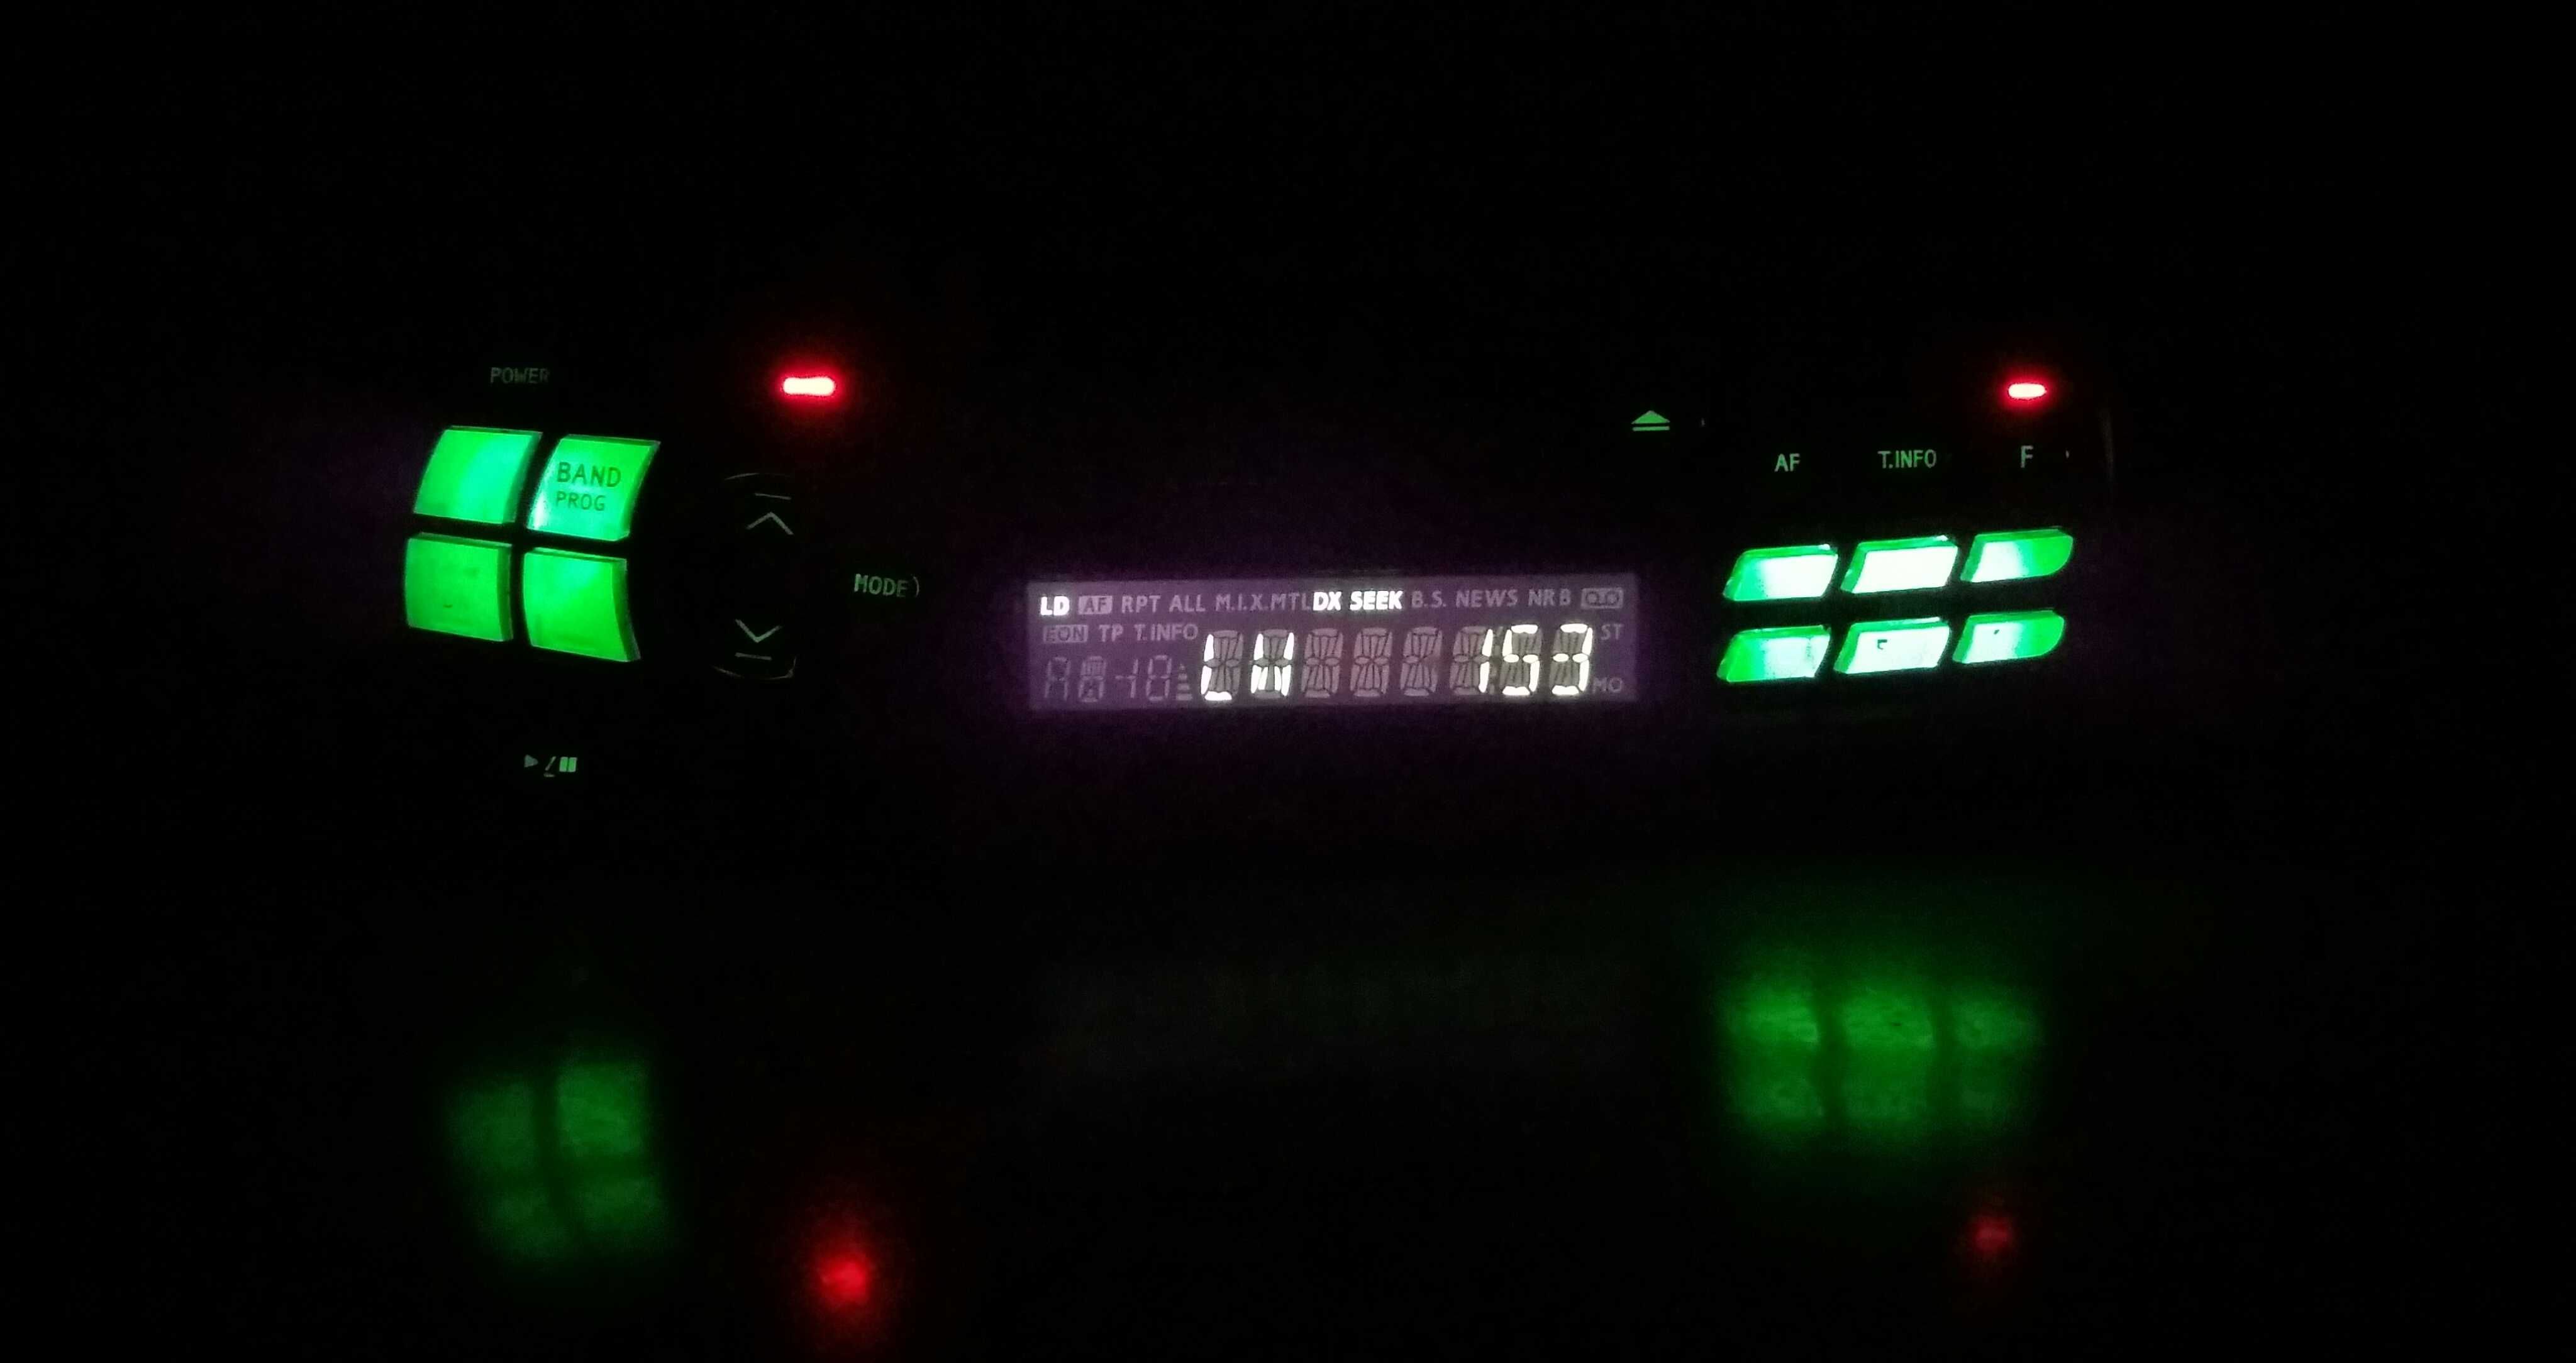 POWER
BAND
PROG
MODE
AF T.INFO F
LD AF RPT ALL M.I.X.MTL DX SEEK B.S. NEWS NR B
EON TP T.INFO ST
LW 153
MO